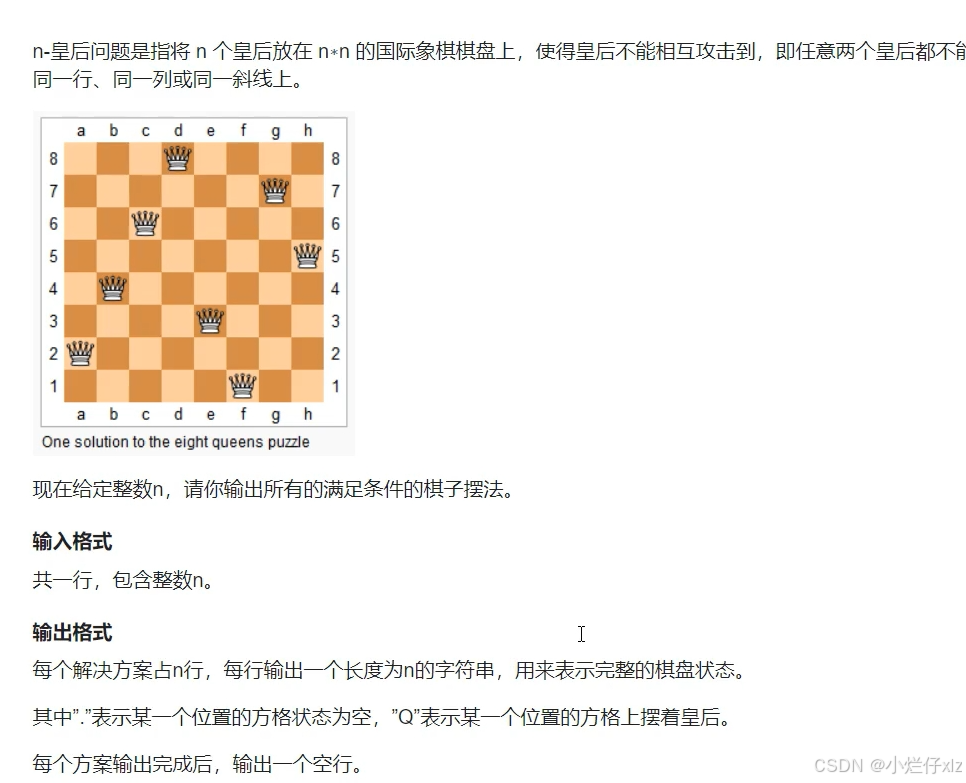 n-皇后问题是指将 n 个皇后放在 n*n 的国际象棋棋盘上，使得皇后不能相互攻击到，即任意两个皇后都不能
同一行、同一列或同一斜线上。
a b c d e f g h
8 8
7 7
6 6
5 5
4 4
3 3
2 2
1 1
a b c d e f g h
One solution to the eight queens puzzle
现在给定整数n，请你输出所有的满足条件的棋子摆法。
输入格式
共一行，包含整数n。
输出格式
每个解决方案占n行，每行输出一个长度为n的字符串，用来表示完整的棋盘状态。
其中”.”表示某一个位置的方格状态为空，”Q”表示某一个位置的方格上摆着皇后。
每个方案输出完成后，输出一个空行。
CSDN @小烂仔xlz